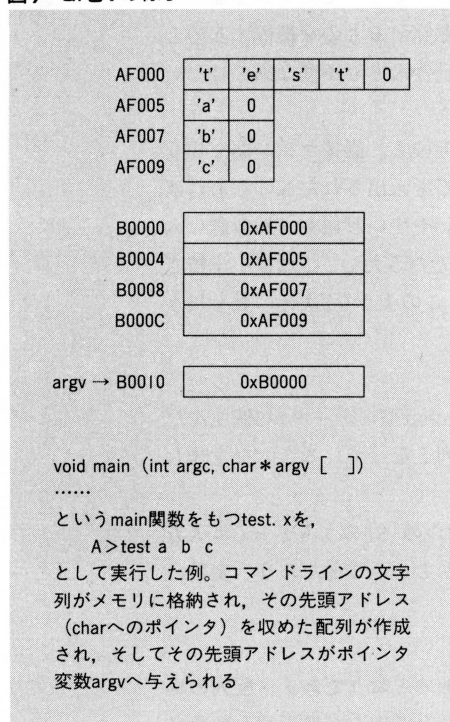 AF000 't' 'e' 's' 't' 0
AF005 'a' 0
AF007 'b' 0
AF009 'c' 0
B0000 0xAF000
B0004 0xAF005
B0008 0xAF007
B000C 0xAF009
argv → B0010 0xB0000
void main (int argc, char＊argv [ ])
……
というmain関数をもつtest. xを,
A>test a b c
として実行した例。コマンドラインの文字
列がメモリに格納され，その先頭アドレス
（charへのポインタ）を収めた配列が作成
され，そしてその先頭アドレスがポインタ
変数argvへ与えられる